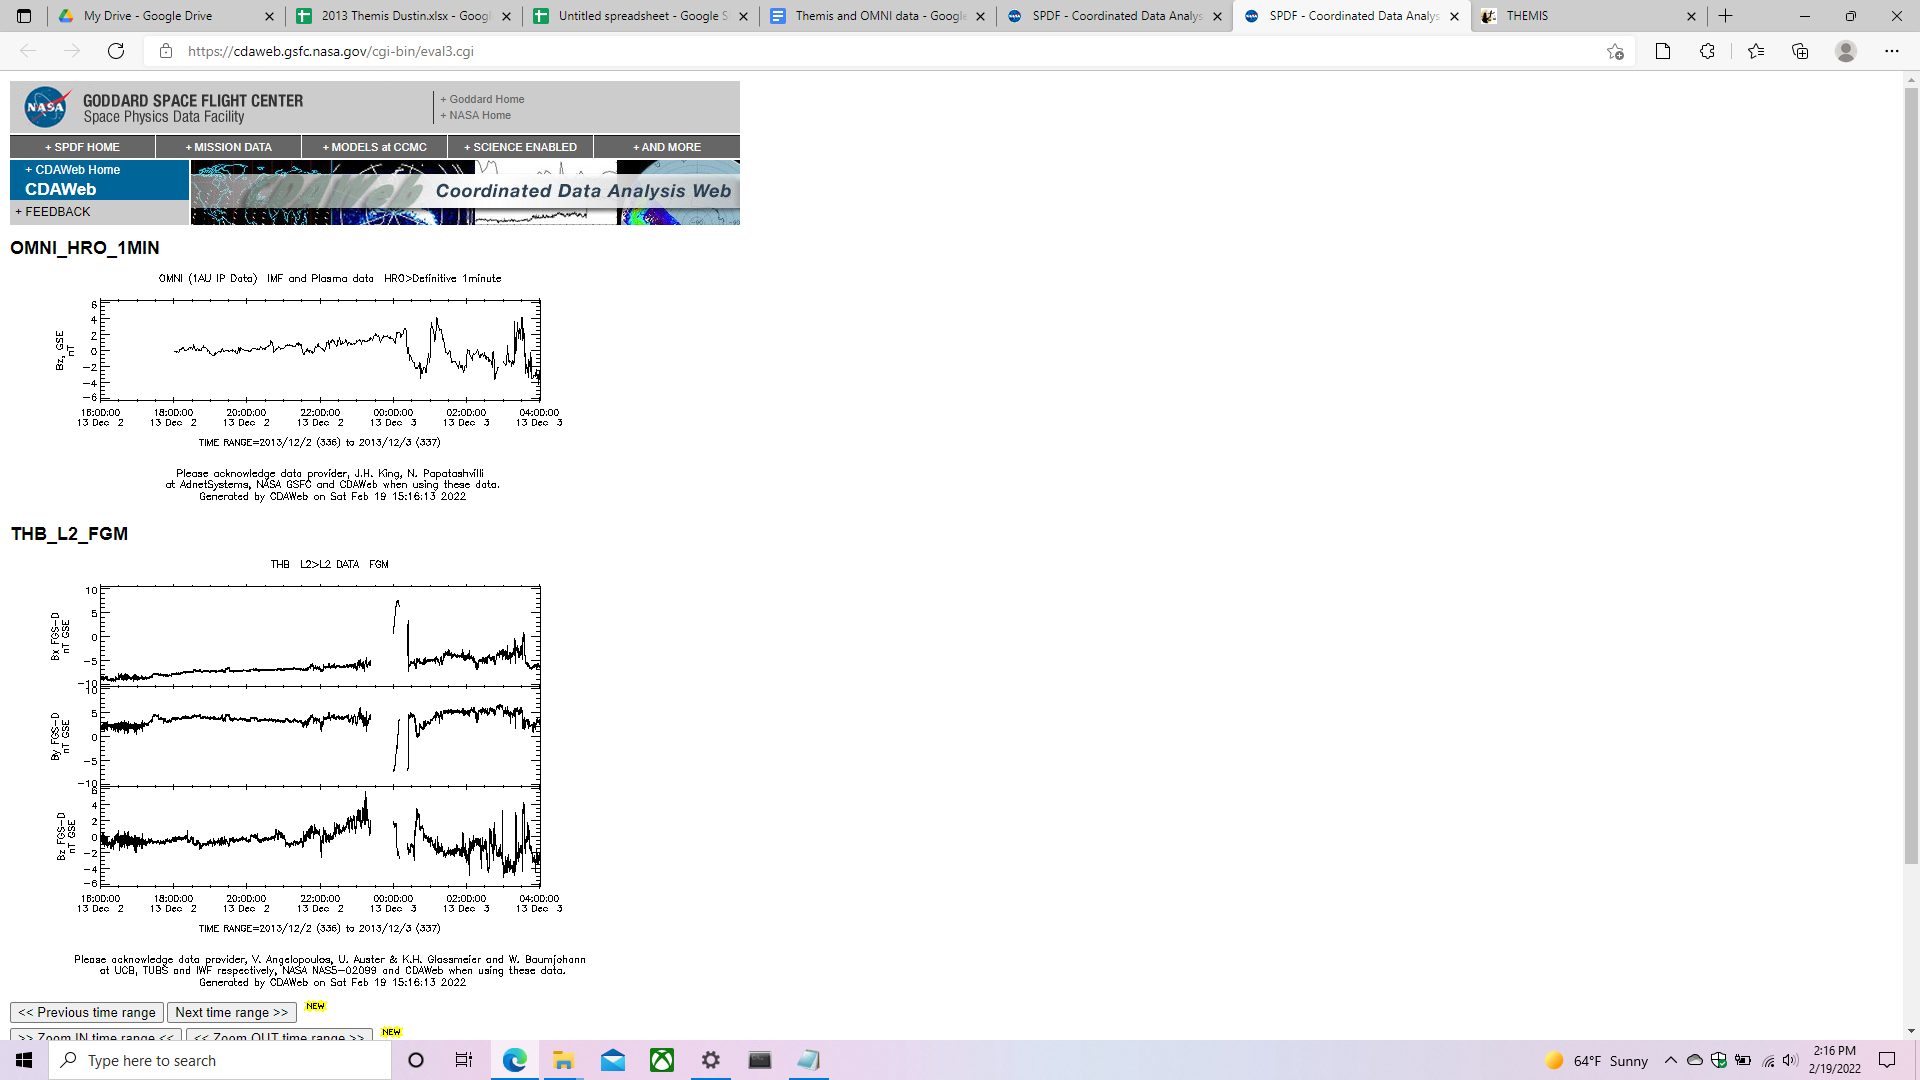 My Drive - Google Drive
2013 Themis Dustin.xlsx - Googl
Untitled spreadsheet - Google S
Themis and OMNI data - Google
SPDF - Coordinated Data Analys
SPDF - Coordinated Data Analys
THEMIS
https://cdaweb.gsfc.nasa.gov/cgi-bin/eval3.cgi
NASA
GODDARD SPACE FLIGHT CENTER
Space Physics Data Facility
+ Goddard Home
+ NASA Home
+ SPDF HOME
+ MISSION DATA
+ MODELS at CCMC
+ SCIENCE ENABLED
+ AND MORE
+ CDAWeb Home
CDAWeb
+ FEEDBACK
CDAWeb
Coordinated Data Analysis Web
OMNI_HRO_1MIN
OMNI (1AU IP Data) IMF and Plasma data HRO>Definitive 1minute
Bz, GSE
nT
6
4
2
0
-2
-4
-6
16:00:00 18:00:00 20:00:00 22:00:00 00:00:00 02:00:00 04:00:00
13 Dec 2 13 Dec 2 13 Dec 2 13 Dec 2 13 Dec 3 13 Dec 3 13 Dec 3
TIME RANGE=2013/12/2 (336) to 2013/12/3 (337)
Please acknowledge data provider, J.H. King, N. Papatashvilli
at AdnetSystems, NASA GSFC and CDAWeb when using these data.
Generated by CDAWeb on Sat Feb 19 15:16:13 2022
THB_L2_FGM
THB L2>L2 DATA FGM
Bx FGS-D
nT GSE
10
5
0
-5
-10
By FGS-D
nT GSE
10
5
0
-5
-10
Bz FGS-D
nT GSE
6
4
2
0
-2
-4
-6
16:00:00 18:00:00 20:00:00 22:00:00 00:00:00 02:00:00 04:00:00
13 Dec 2 13 Dec 2 13 Dec 2 13 Dec 2 13 Dec 3 13 Dec 3 13 Dec 3
TIME RANGE=2013/12/2 (336) to 2013/12/3 (337)
Please acknowledge data provider, V. Angelopoulos, U. Auster & K.H. Glassmeier and W. Baumjohann
at UCB, TUBS and IWF respectively, NASA NAS5-02099 and CDAWeb when using these data.
Generated by CDAWeb on Sat Feb 19 15:16:13 2022
<< Previous time range
Next time range >>
NEW
>> Zoom IN time range <<
<< Zoom OUT time range >>
NEW
Type here to search
64°F Sunny
2:16 PM
2/19/2022